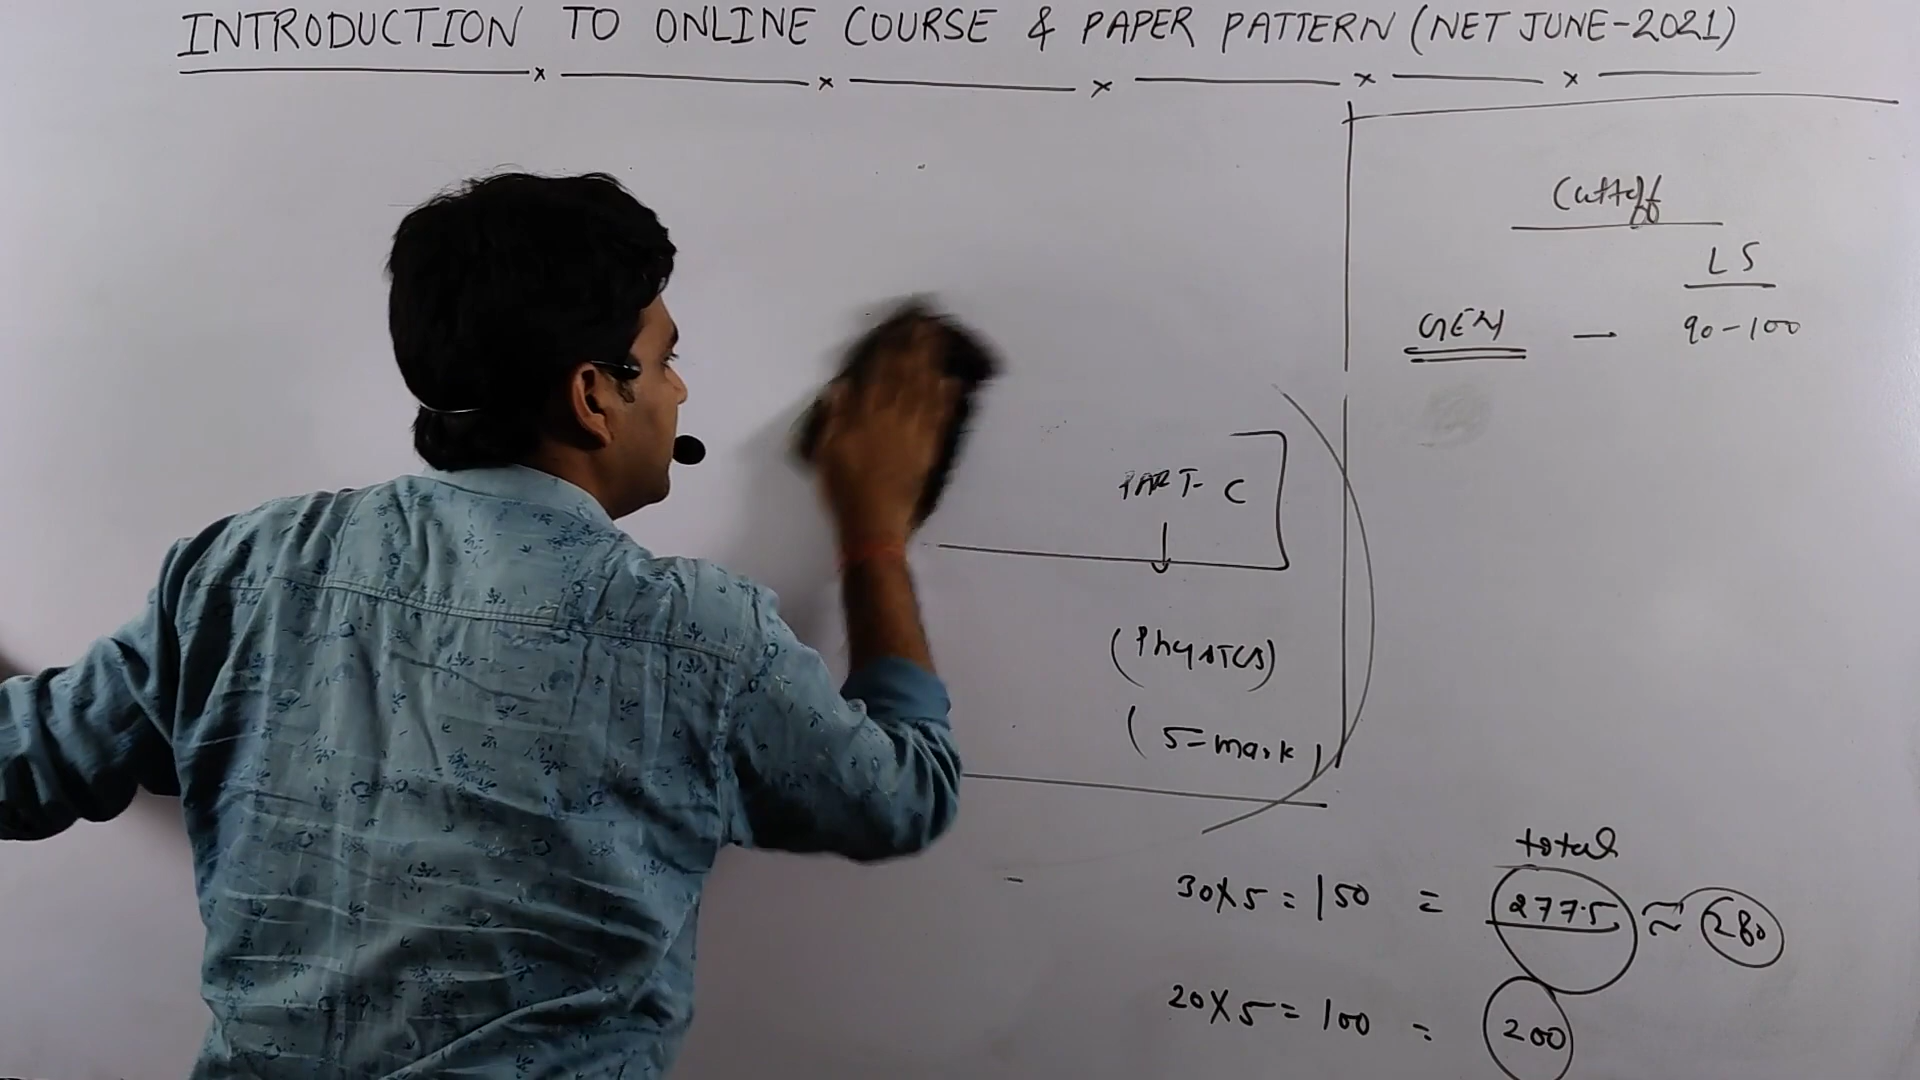 INTRODUCTION TO ONLINE COURSE & PAPER PATTERN (NET JUNE-2021)
Cuttoff
LS
GEN - 90-100
PART-C
(Physics)
(5=mark)
total
30X5=150 = 277.5 ≈ 280
20X5=100 = 200